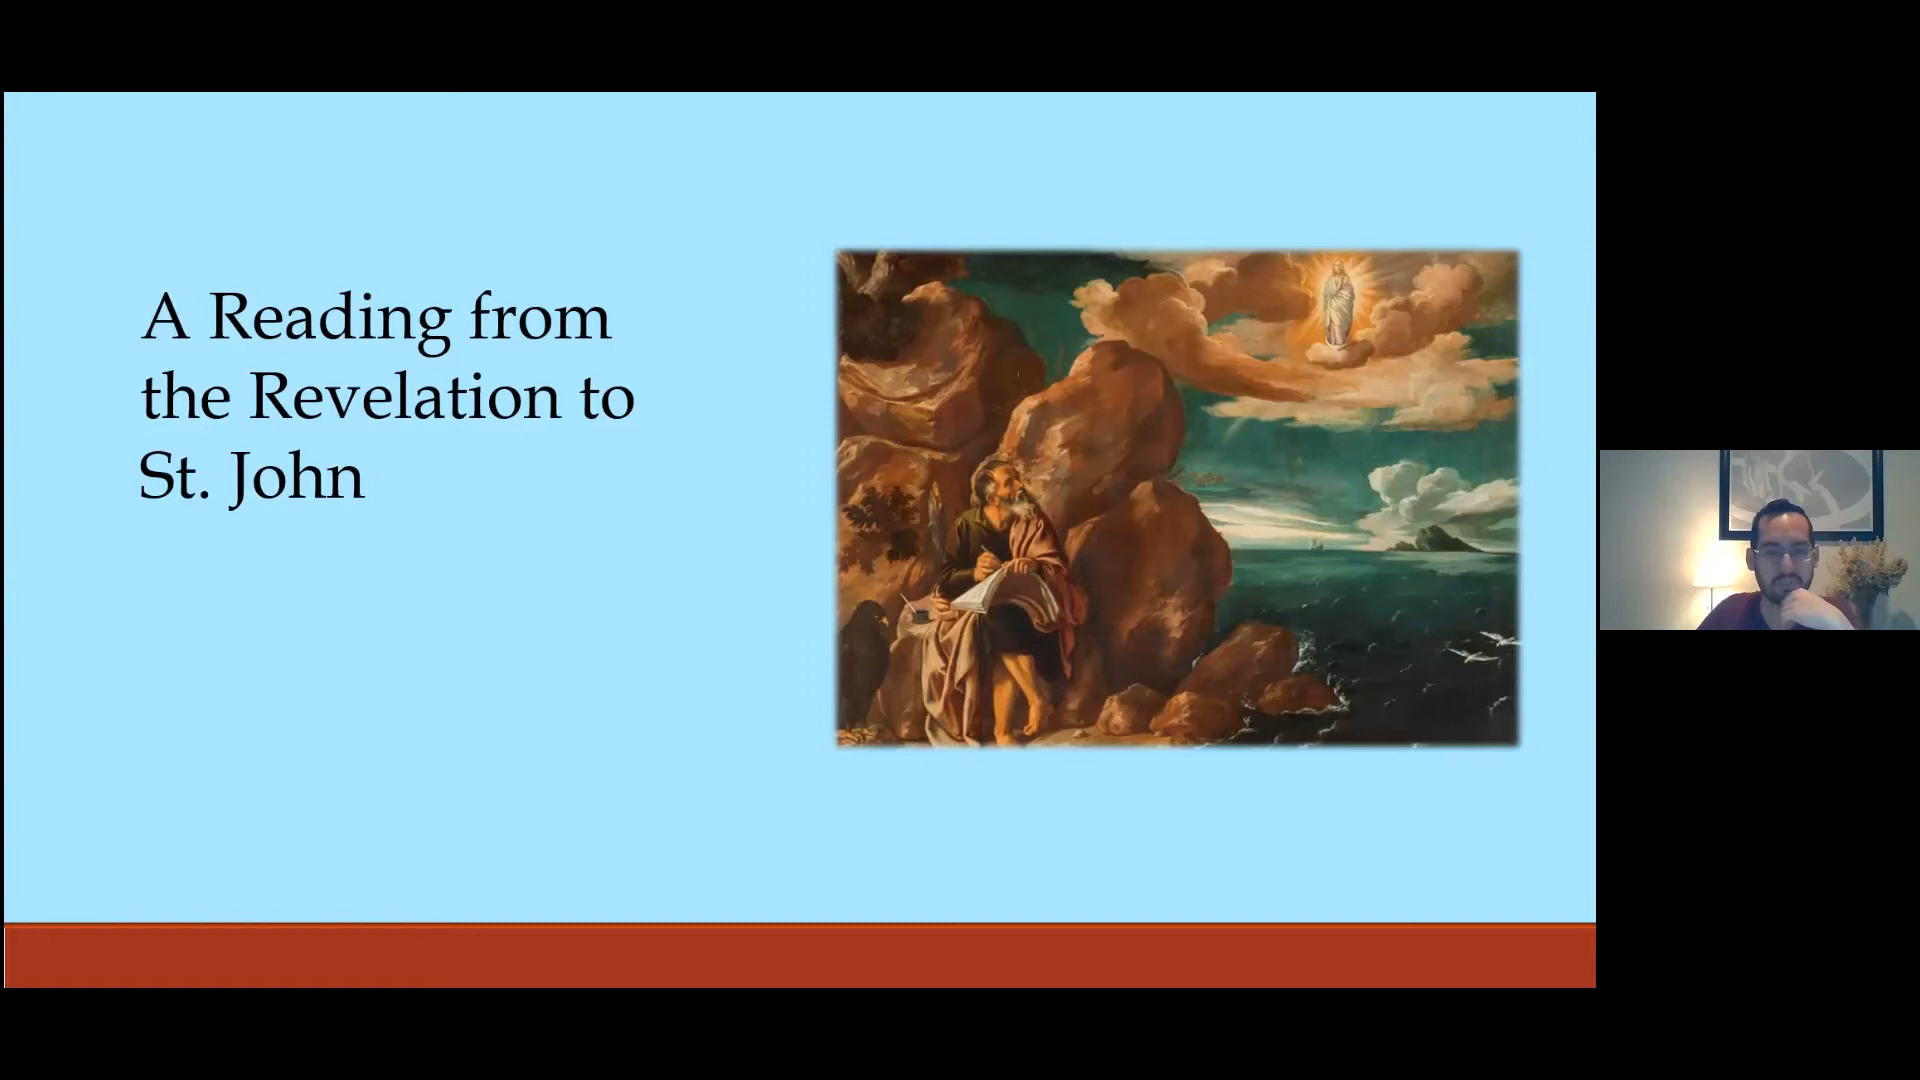 A Reading from
the Revelation to
St. John